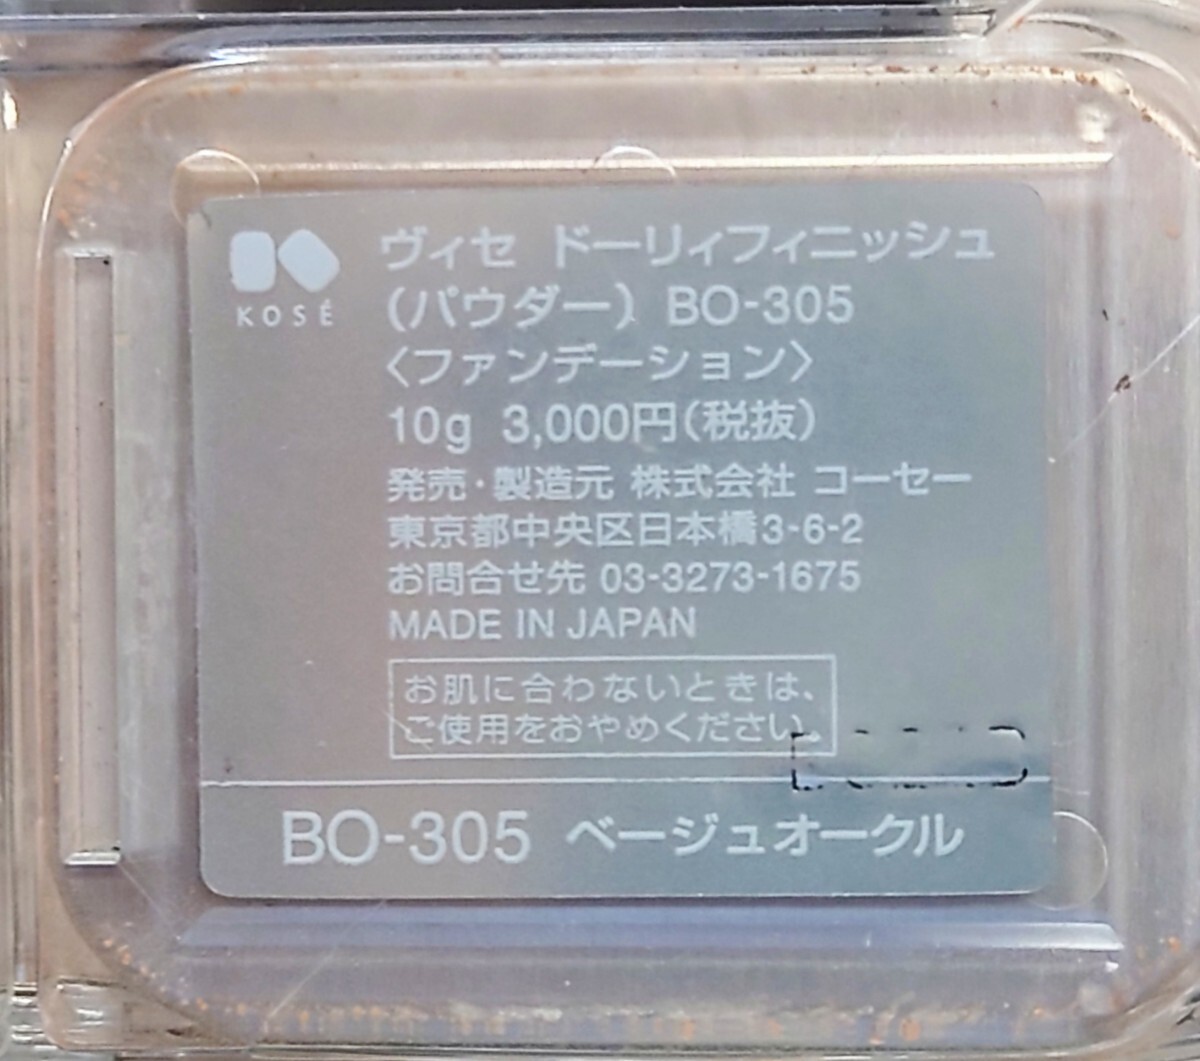 KOSÉ
ヴィセ ドーリィフィニッシュ
(パウダー) BO-305
〈ファンデーション〉
10g 3,000円(税抜)
発売・製造元 株式会社 コーセー
東京都中央区日本橋3-6-2
お問合せ先 03-3273-1675
MADE IN JAPAN
お肌に合わないときは、
ご使用をおやめください。
BO-305 ベージュオークル